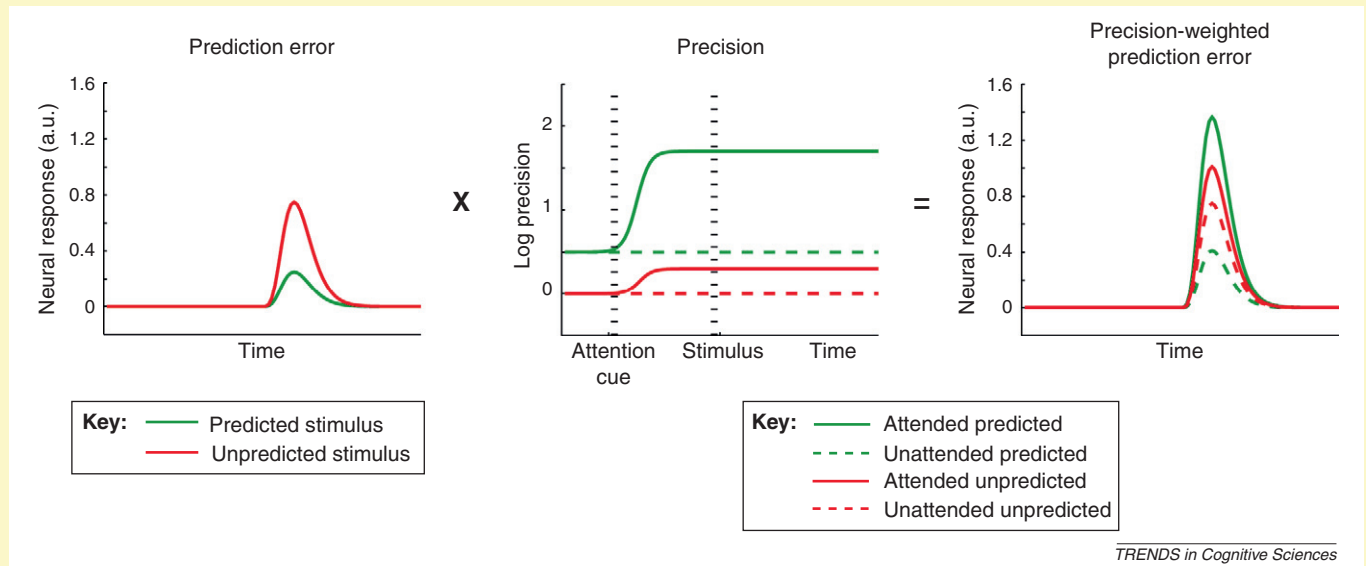 Prediction error
1.6
1.2
0.8
0.4
0
Neural response (a.u.)
Time
X
Precision
2
1
0
Log precision
Attention
cue
Stimulus
Time
=
Precision-weighted
prediction error
1.6
1.2
0.8
0.4
0
Neural response (a.u.)
Time
Key:
Predicted stimulus
Unpredicted stimulus
Key:
Attended predicted
Unattended predicted
Attended unpredicted
Unattended unpredicted
TRENDS in Cognitive Sciences